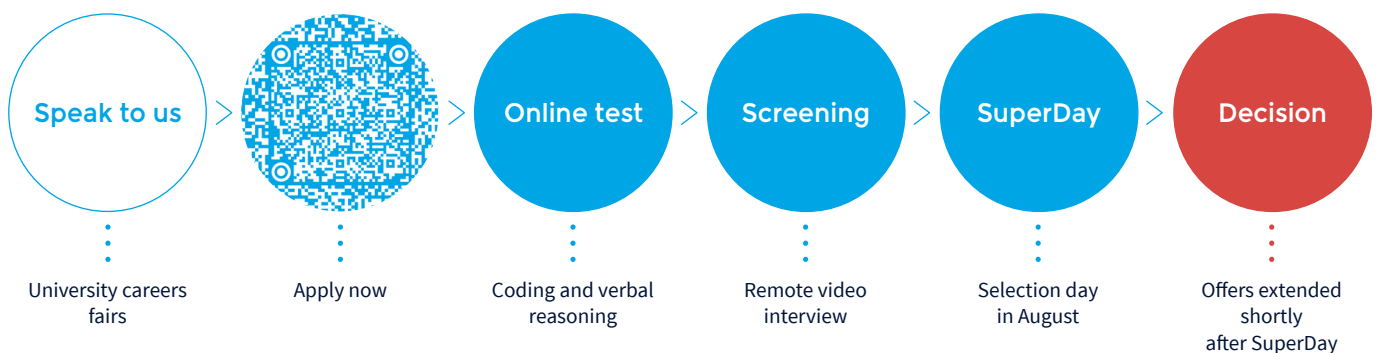 Speak to us
Online test
Screening
SuperDay
Decision
University careers
fairs
Apply now
Coding and verbal
reasoning
Remote video
interview
Selection day
in August
Offers extended
shortly
after SuperDay